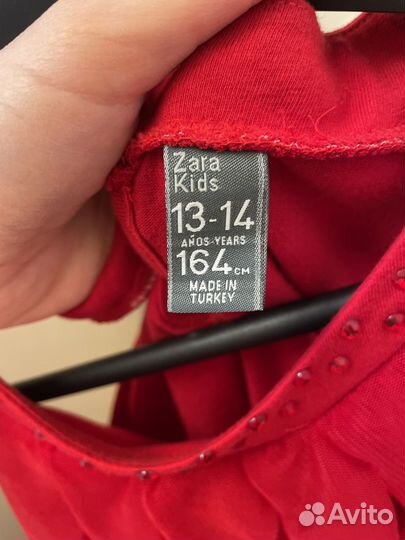 Zara
Kids
13-14
AÑOS-YEARS
164CM
MADE IN
TURKEY
Avito